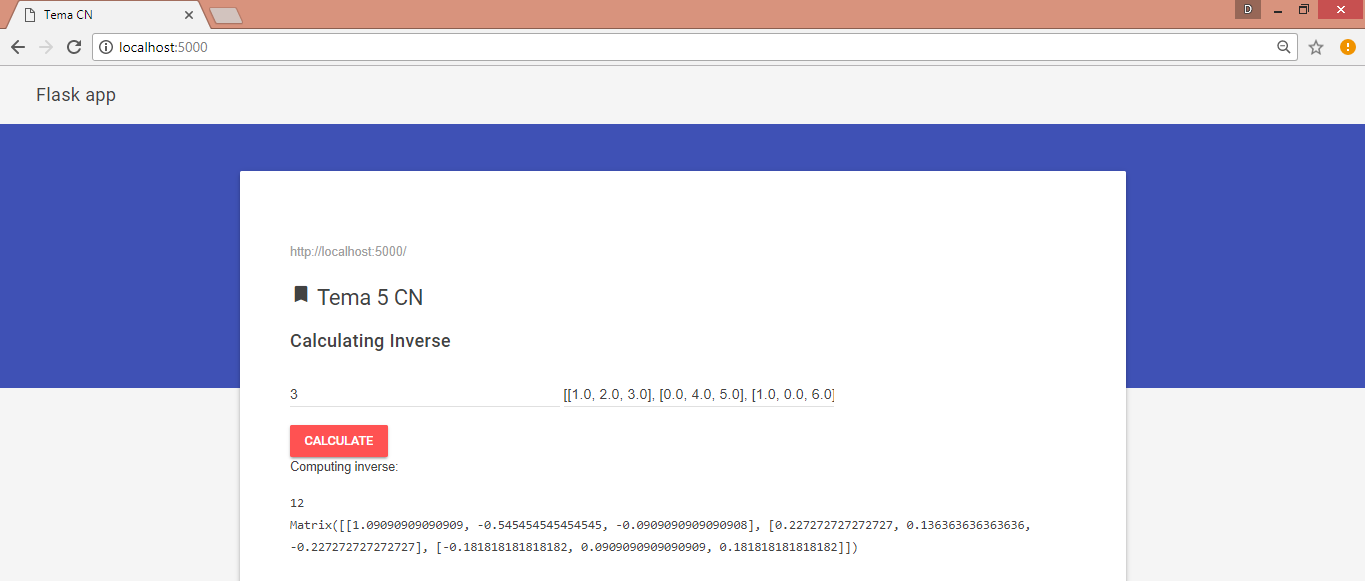 Tema CN
D
localhost:5000
Flask app
http://localhost:5000/
Tema 5 CN
Calculating Inverse
3 [[1.0, 2.0, 3.0], [0.0, 4.0, 5.0], [1.0, 0.0, 6.0]
CALCULATE
Computing inverse:
12
Matrix([[1.09090909090909, -0.545454545454545, -0.0909090909090908], [0.227272727272727, 0.136363636363636,
-0.227272727272727], [-0.181818181818182, 0.0909090909090909, 0.181818181818182]])